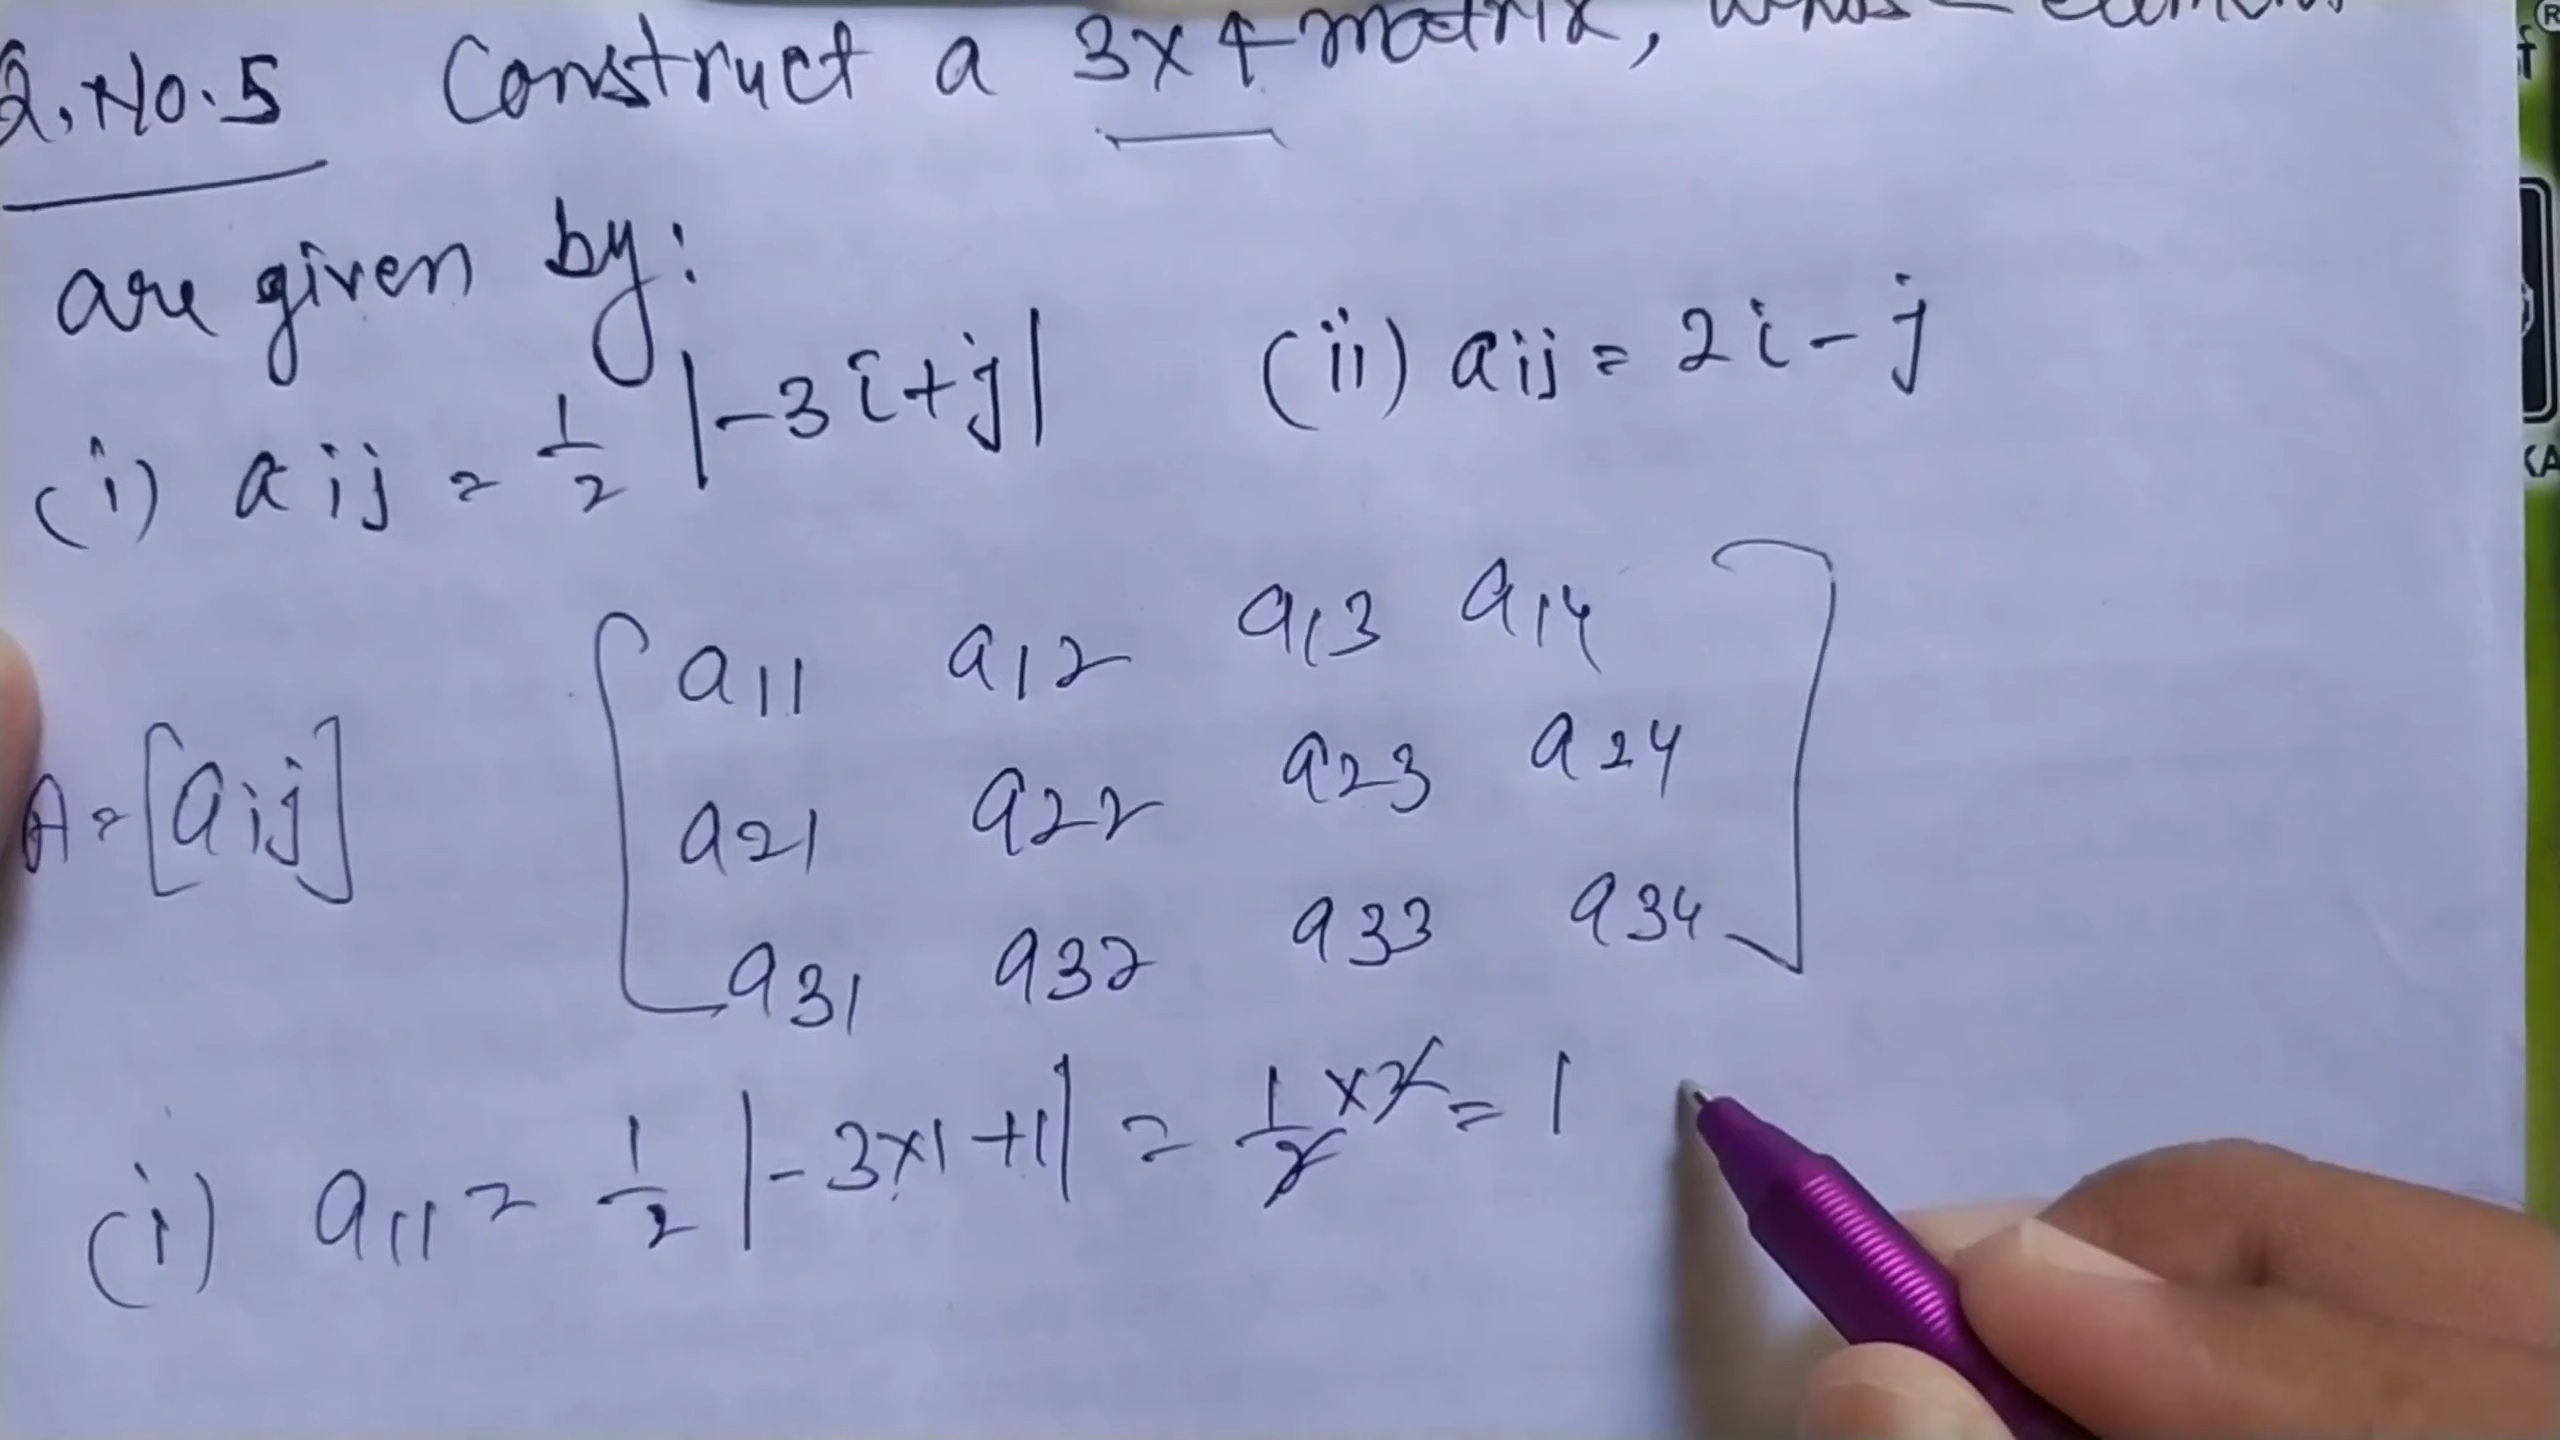 Q.No.5 Construct a 3x4 matrix,
are given by:
(i) aij = 1/2 |-3i+j| (ii) aij = 2i-j
A=[aij] [a11 a12 a13 a14
a21 a22 a23 a24
a31 a32 a33 a34]
(i) a11 = 1/2 |-3x1+1| = 1/2 x2 = 1